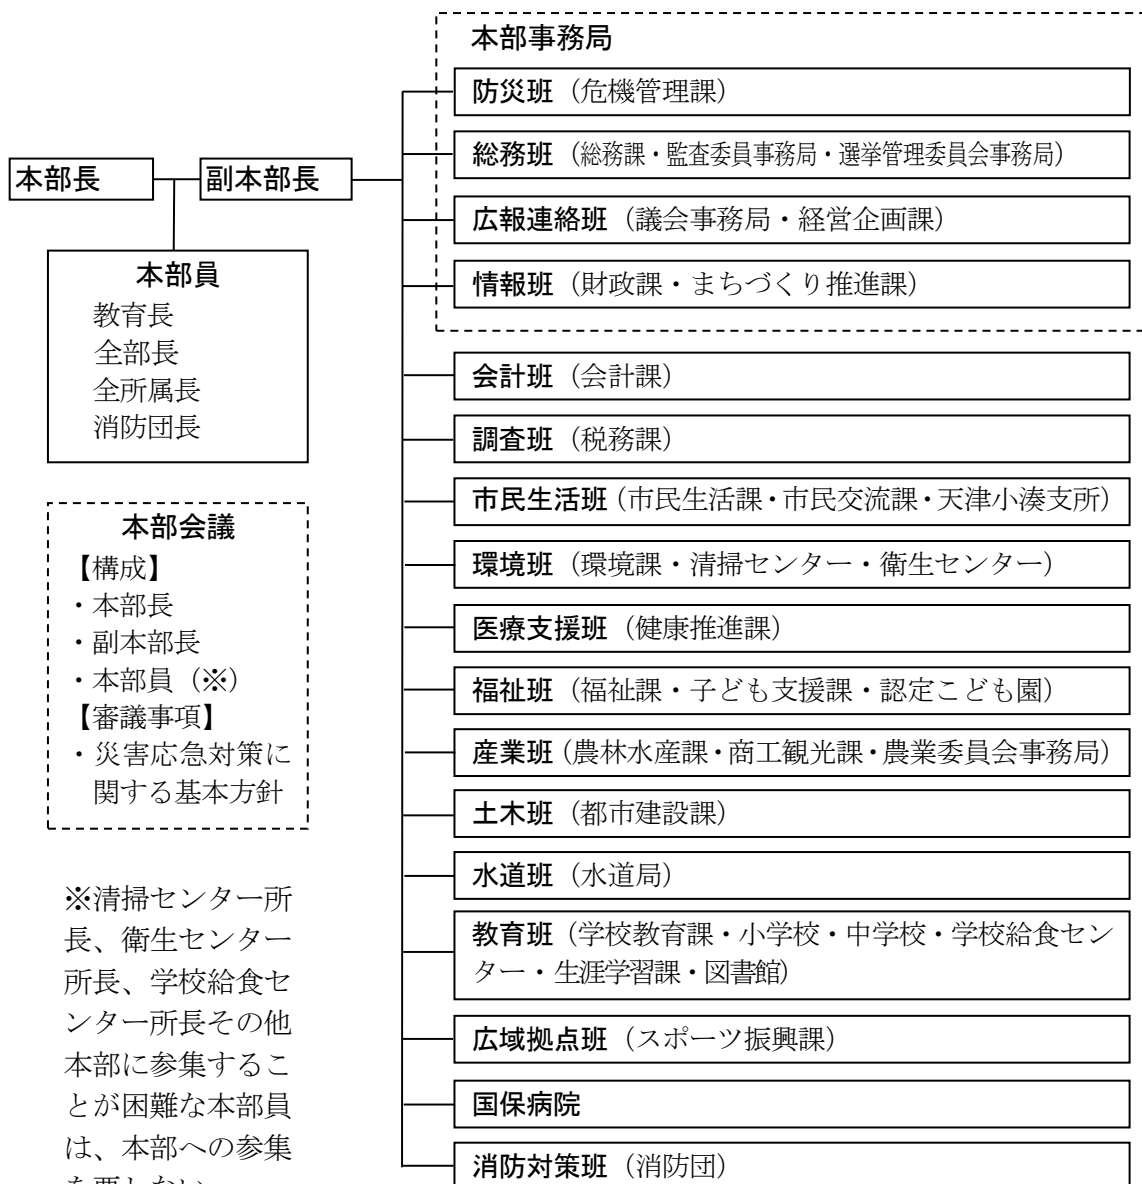 本部事務局
防災班（危機管理課）
総務班（総務課・監査委員事務局・選挙管理委員会事務局）
広報連絡班（議会事務局・経営企画課）
情報班（財政課・まちづくり推進課）
本部長
副本部長
本部員
教育長
全部長
全所属長
消防団長
本部会議
【構成】
・本部長
・副本部長
・本部員（※）
【審議事項】
・災害応急対策に
関する基本方針
※清掃センター所
長、衛生センター
所長、学校給食セ
ンター所長その他
本部に参集するこ
とが困難な本部員
は、本部への参集
を要しない
会計班（会計課）
調査班（税務課）
市民生活班（市民生活課・市民交流課・天津小湊支所）
環境班（環境課・清掃センター・衛生センター）
医療支援班（健康推進課）
福祉班（福祉課・子ども支援課・認定こども園）
産業班（農林水産課・商工観光課・農業委員会事務局）
土木班（都市建設課）
水道班（水道局）
教育班（学校教育課・小学校・中学校・学校給食セン
ター・生涯学習課・図書館）
広域拠点班（スポーツ振興課）
国保病院
消防対策班（消防団）